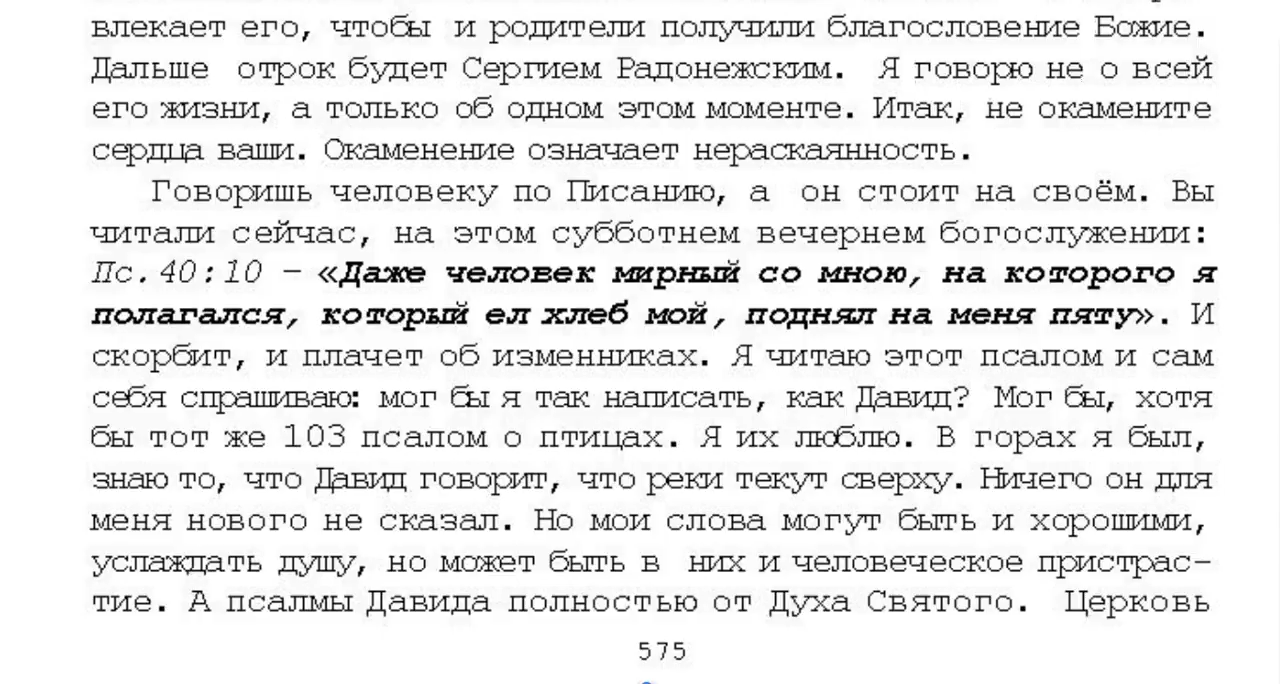 влекает его, чтобы и родители получили благословение Божие.
Дальше отрок будет Сергием Радонежским. Я говорю не о всей
его жизни, а только об одном этом моменте. Итак, не окамените
сердца ваши. Окаменение означает нераскаянность.
Говоришь человеку по Писанию, а он стоит на своём. Вы
читали сейчас, на этом субботнем вечернем богослужении:
Пс.40:10 – «Даже человек мирный со мною, на которого я
полагался, который ел хлеб мой, поднял на меня пяту». И
скорбит, и плачет об изменниках. Я читаю этот псалом и сам
себя спрашиваю: мог бы я так написать, как Давид? Мог бы, хотя
бы тот же 103 псалом о птицах. Я их люблю. В горах я был,
знаю то, что Давид говорит, что реки текут сверху. Ничего он для
меня нового не сказал. Но мои слова могут быть и хорошими,
услаждать душу, но может быть в них и человеческое пристрас–
тие. А псалмы Давида полностью от Духа Святого. Церковь
575